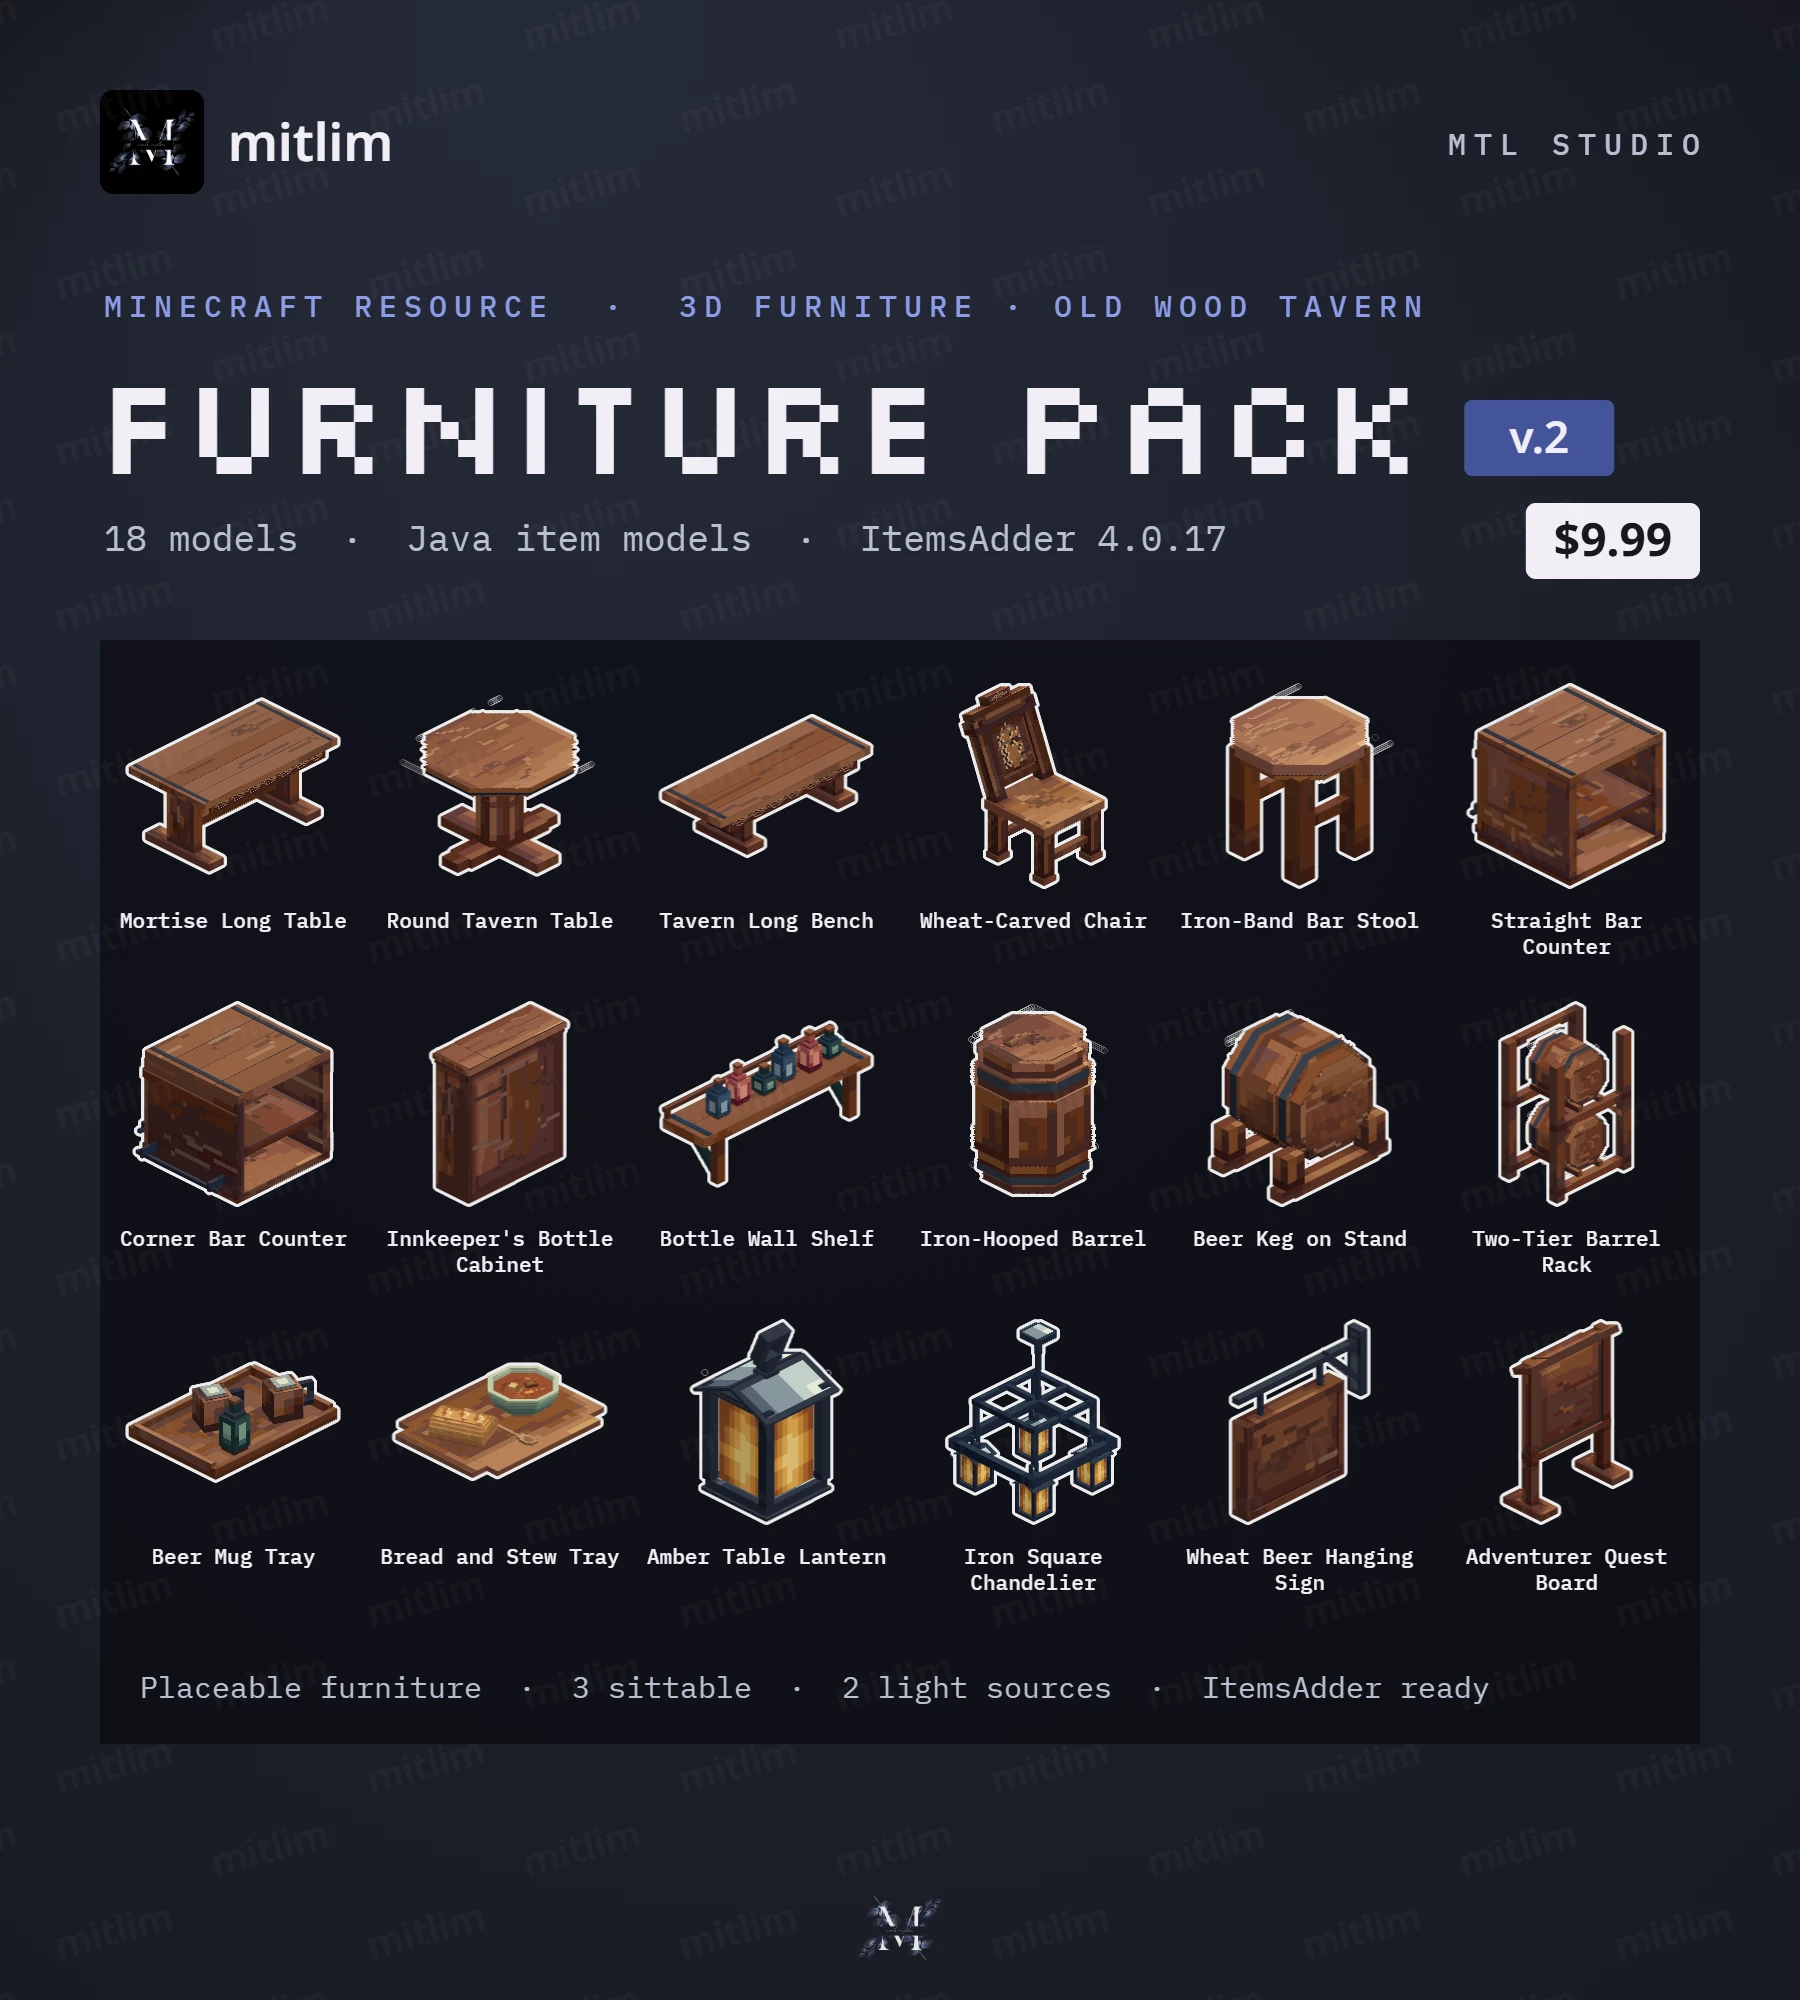 mitlim
MTL STUDIO
MINECRAFT RESOURCE · 3D FURNITURE · OLD WOOD TAVERN
FURNITURE PACK v.2
18 models · Java item models · ItemsAdder 4.0.17
$9.99
Mortise Long Table
Round Tavern Table
Tavern Long Bench
Wheat-Carved Chair
Iron-Band Bar Stool
Straight Bar
Counter
Corner Bar Counter
Innkeeper's Bottle
Cabinet
Bottle Wall Shelf
Iron-Hooped Barrel
Beer Keg on Stand
Two-Tier Barrel
Rack
Beer Mug Tray
Bread and Stew Tray
Amber Table Lantern
Iron Square
Chandelier
Wheat Beer Hanging
Sign
Adventurer Quest
Board
Placeable furniture · 3 sittable · 2 light sources · ItemsAdder ready